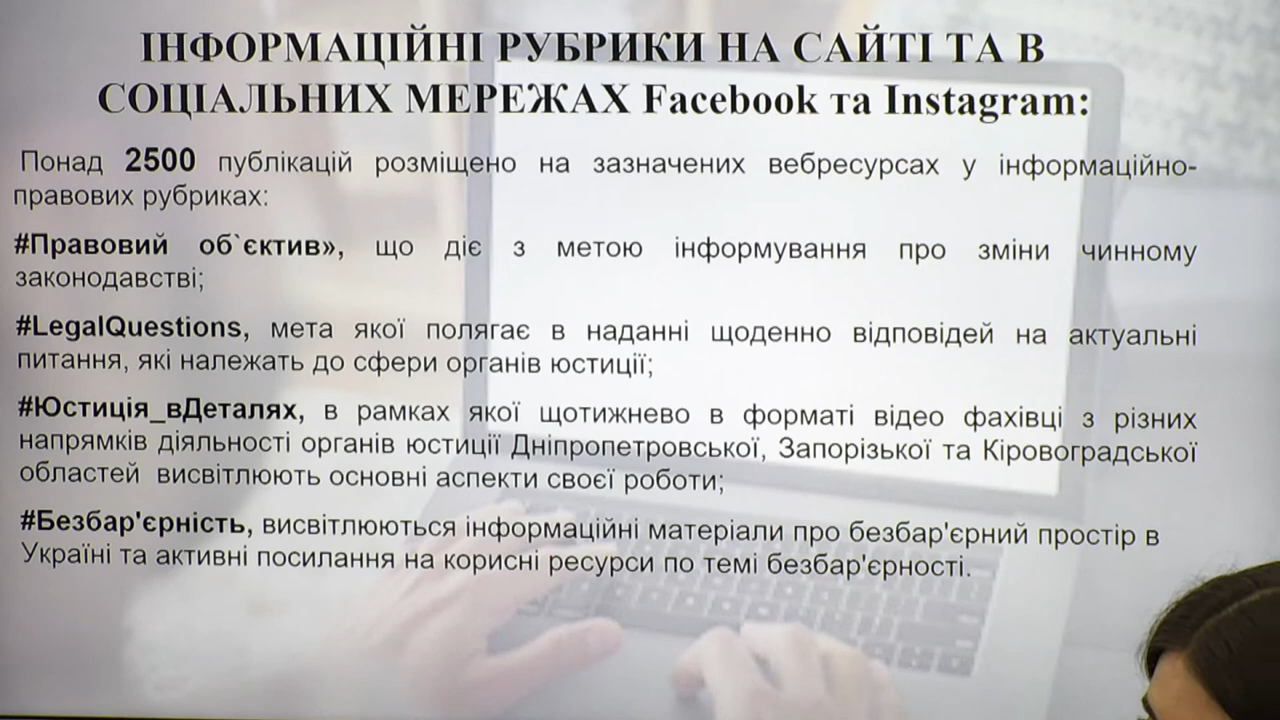 ІНФОРМАЦІЙНІ РУБРИКИ НА САЙТІ ТА В
СОЦІАЛЬНИХ МЕРЕЖАХ Facebook та Instagram:
Понад 2500 публікацій розміщено на зазначених вебресурсах у інформаційно-
правових рубриках:
#Правовий об`єктив», що діє з метою інформування про зміни чинному
законодавстві;
#LegalQuestions, мета якої полягає в наданні щоденно відповідей на актуальні
питання, які належать до сфери органів юстиції;
#Юстиція_вДеталях, в рамках якої щотижнево в форматі відео фахівці з різних
напрямків діяльності органів юстиції Дніпропетровської, Запорізької та Кіровоградської
областей висвітлюють основні аспекти своєї роботи;
#Безбар'єрність, висвітлюються інформаційні матеріали про безбар'єрний простір в
Україні та активні посилання на корисні ресурси по темі безбар'єрності.